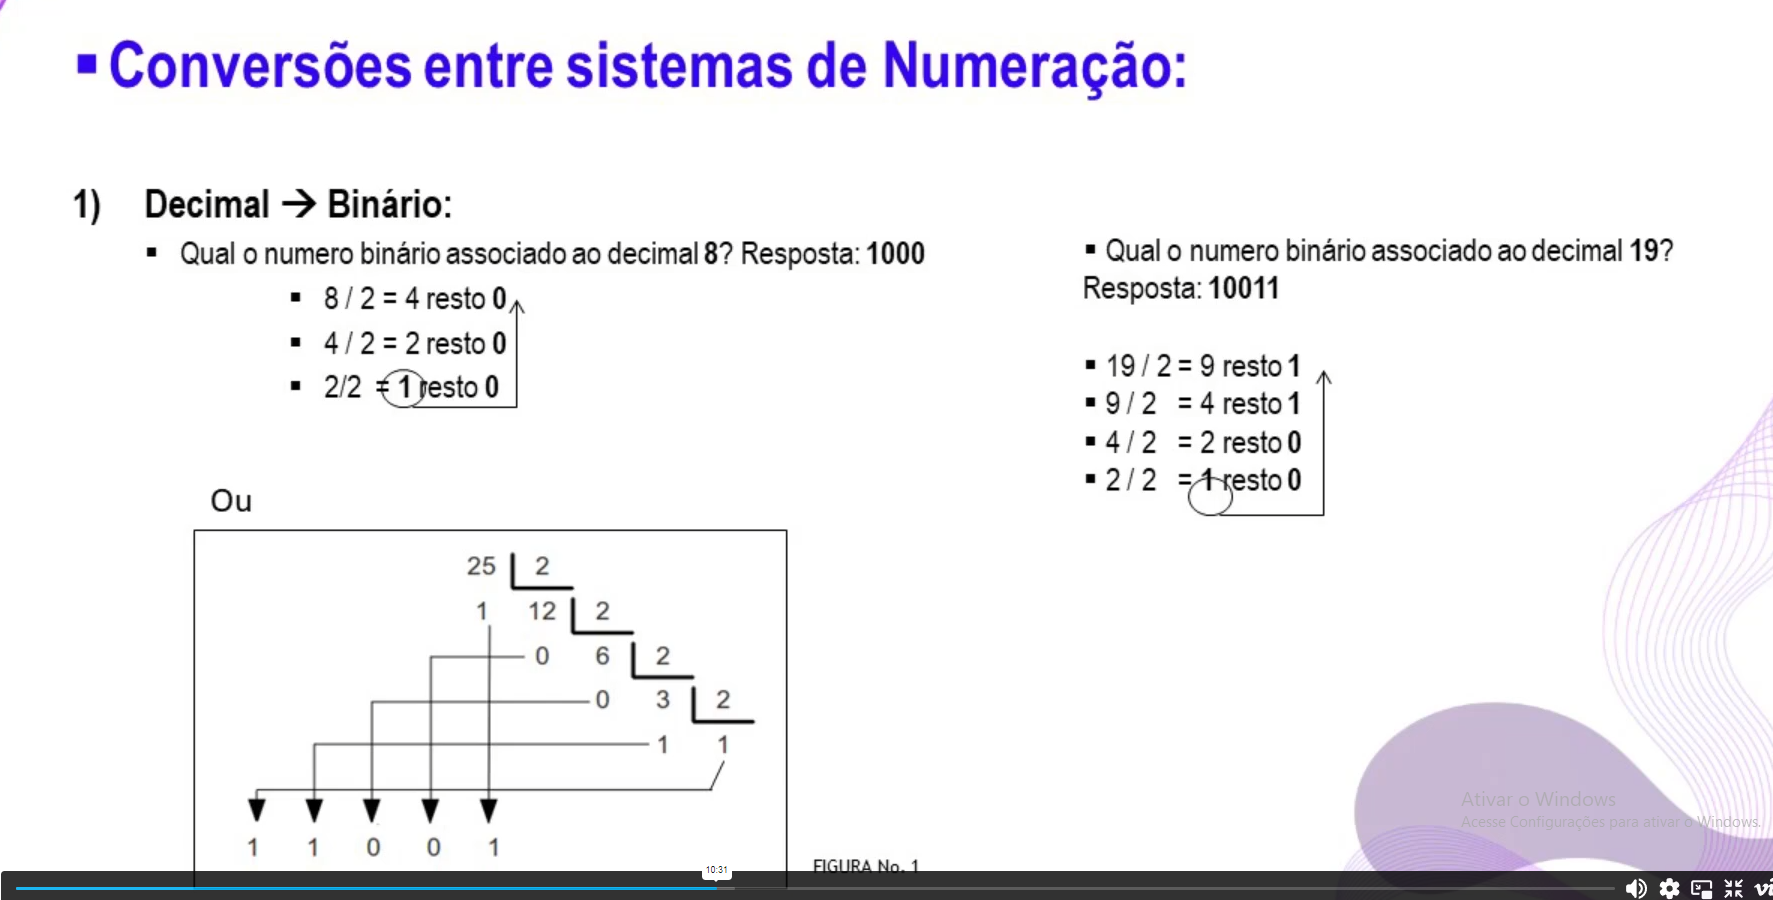 ▪ Conversões entre sistemas de Numeração:
1) Decimal → Binário:
▪ Qual o numero binário associado ao decimal 8? Resposta: 1000
▪ 8 / 2 = 4 resto 0
▪ 4 / 2 = 2 resto 0
▪ 2/2 = 1 resto 0
▪ Qual o numero binário associado ao decimal 19?
Resposta: 10011
▪ 19 / 2 = 9 resto 1
▪ 9 / 2 = 4 resto 1
▪ 4 / 2 = 2 resto 0
▪ 2 / 2 = 1 resto 0
Ou
25 2
1 12 2
0 6 2
0 3 2
1 1
1 1 0 0 1
FIGURA No. 1
Ativar o Windows
Acesse Configurações para ativar o Windows.
10:31